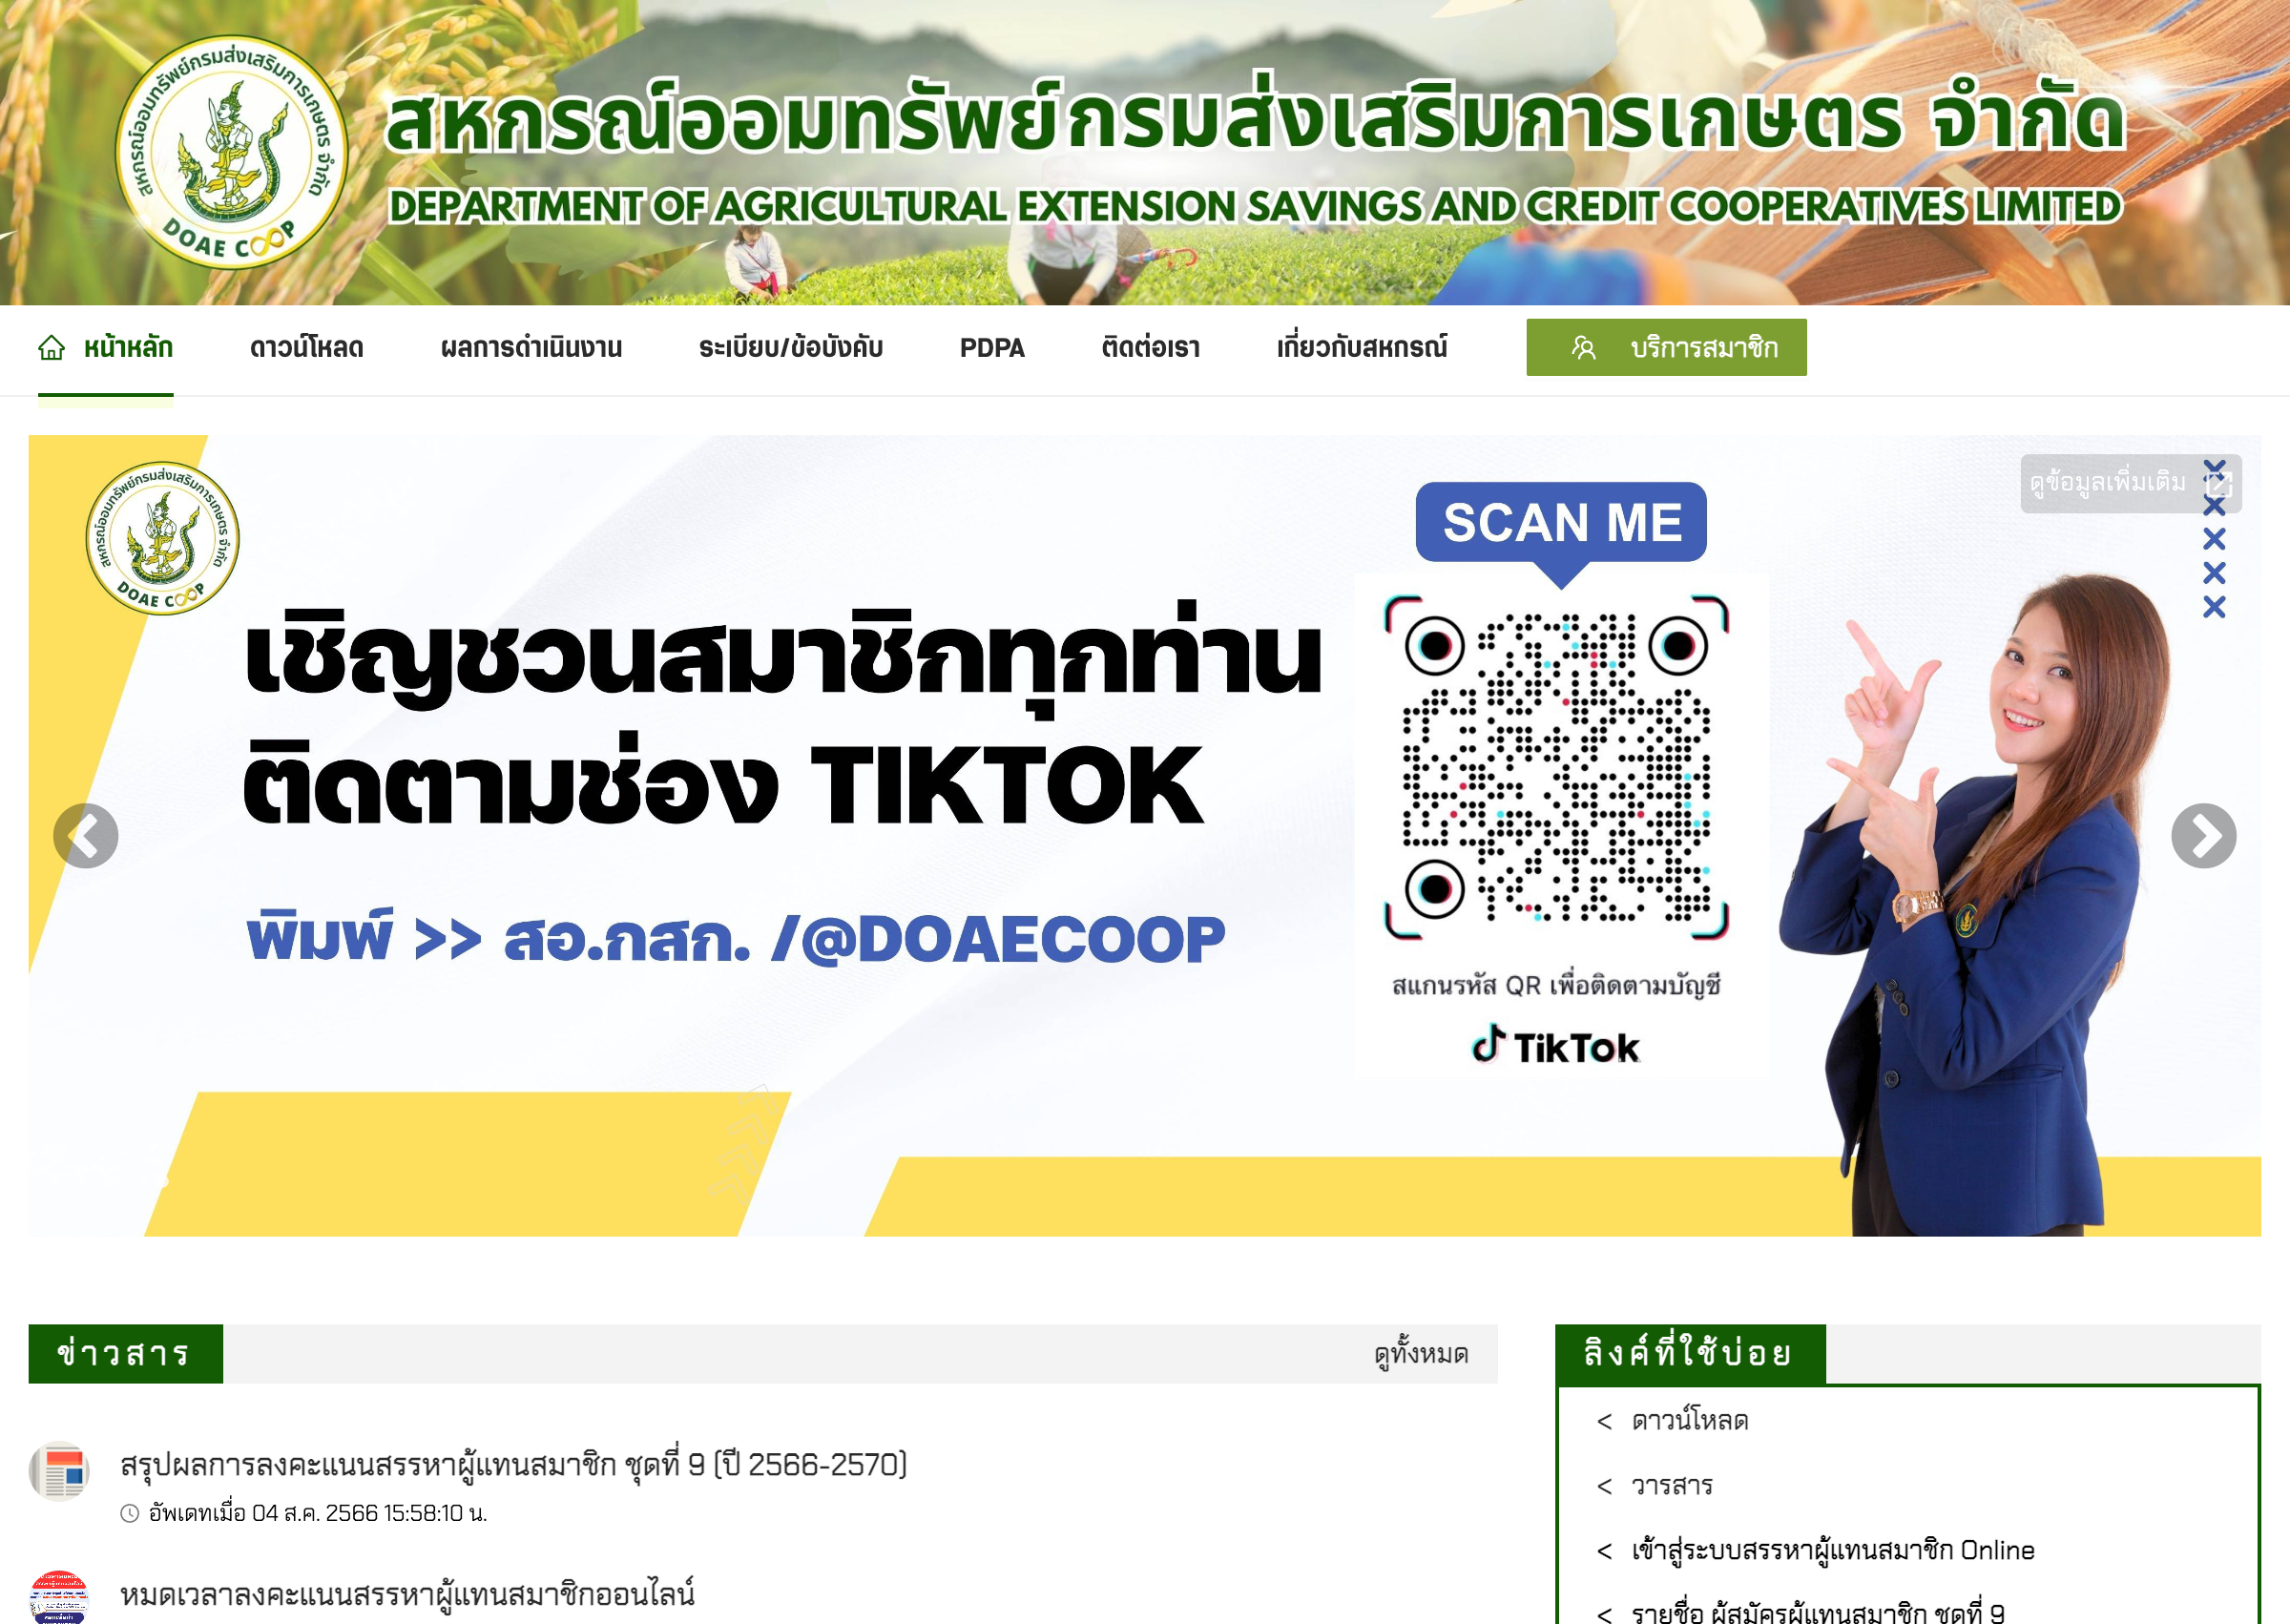 สหกรณ์ออมทรัพย์กรมส่งเสริมการเกษตร จำกัด
DOAE COOP
สหกรณ์ออมทรัพย์กรมส่งเสริมการเกษตร จำกัด
DEPARTMENT OF AGRICULTURAL EXTENSION SAVINGS AND CREDIT COOPERATIVES LIMITED
หน้าหลัก
ดาวน์โหลด
ผลการดำเนินงาน
ระเบียบ/ข้อบังคับ
PDPA
ติดต่อเรา
เกี่ยวกับสหกรณ์
บริการสมาชิก
สหกรณ์ออมทรัพย์กรมส่งเสริมการเกษตร จำกัด
DOAE COOP
ดูข้อมูลเพิ่มเติม
SCAN ME
เชิญชวนสมาชิกทุกท่าน
ติดตามช่อง TIKTOK
พิมพ์ >> สอ.กสก. /@DOAECOOP
สแกนรหัส QR เพื่อติดตามบัญชี
TikTok
ข่าวสาร
ดูทั้งหมด
สรุปผลการลงคะแนนสรรหาผู้แทนสมาชิก ชุดที่ 9 (ปี 2566-2570)
อัพเดทเมื่อ 04 ส.ค. 2566 15:58:10 น.
หมดเวลาลงคะแนนสรรหาผู้แทนสมาชิกออนไลน์
ลิงค์ที่ใช้บ่อย
< ดาวน์โหลด
< วารสาร
< เข้าสู่ระบบสรรหาผู้แทนสมาชิก Online
< รายชื่อ ผู้สมัครผู้แทนสมาชิก ชุดที่ 9